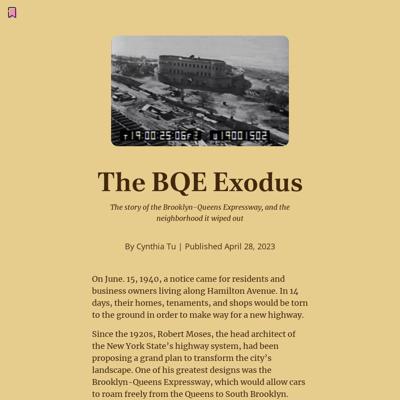 19:00:25:06 19001502
The BQE Exodus
The story of the Brooklyn-Queens Expressway, and the
neighborhood it wiped out
By Cynthia Tu | Published April 28, 2023
On June. 15, 1940, a notice came for residents and
business owners living along Hamilton Avenue. In 14
days, their homes, tenaments, and shops would be torn
to the ground in order to make way for a new highway.
Since the 1920s, Robert Moses, the head architect of
the New York State's highway system, had been
proposing a grand plan to transform the city's
landscape. One of his greatest designs was the
Brooklyn-Queens Expressway, which would allow cars
to roam freely from the Queens to South Brooklyn.